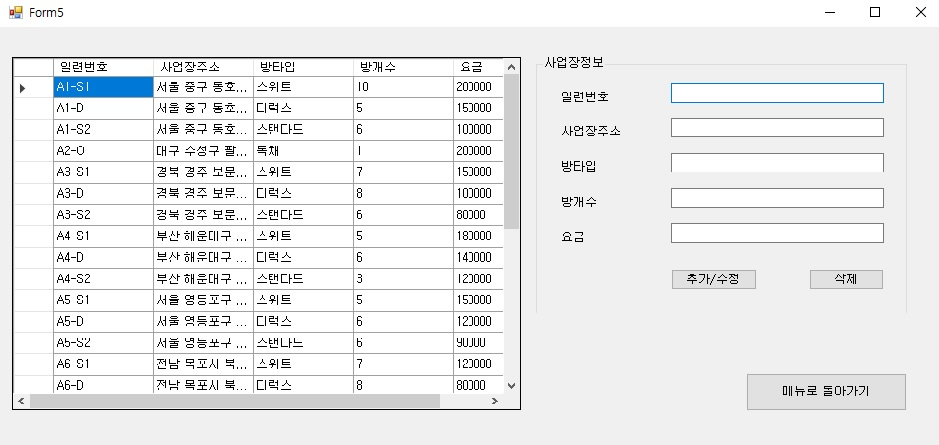 Form5
일련번호 사업장주소 방타입 방개수 요금
A1-S1 서울 중구 동호... 스위트 10 200000
A1-D 서울 중구 동호... 디럭스 5 150000
A1-S2 서울 중구 동호... 스탠다드 6 100000
A2-O 대구 수성구 팔... 독채 1 200000
A3-S1 경북 경주 보문... 스위트 7 150000
A3-D 경북 경주 보문... 디럭스 8 100000
A3-S2 경북 경주 보문... 스탠다드 6 80000
A4-S1 부산 해운대구 ... 스위트 5 180000
A4-D 부산 해운대구 ... 디럭스 6 140000
A4-S2 부산 해운대구 ... 스탠다드 3 120000
A5-S1 서울 영등포구 ... 스위트 5 150000
A5-D 서울 영등포구 ... 디럭스 6 120000
A5-S2 서울 영등포구 ... 스탠다드 6 90000
A6-S1 전남 목포시 북... 스위트 7 120000
A6-D 전남 목포시 북... 디럭스 8 80000
사업장정보
일련번호
사업장주소
방타입
방개수
요금
추가/수정 삭제
메뉴로 돌아가기